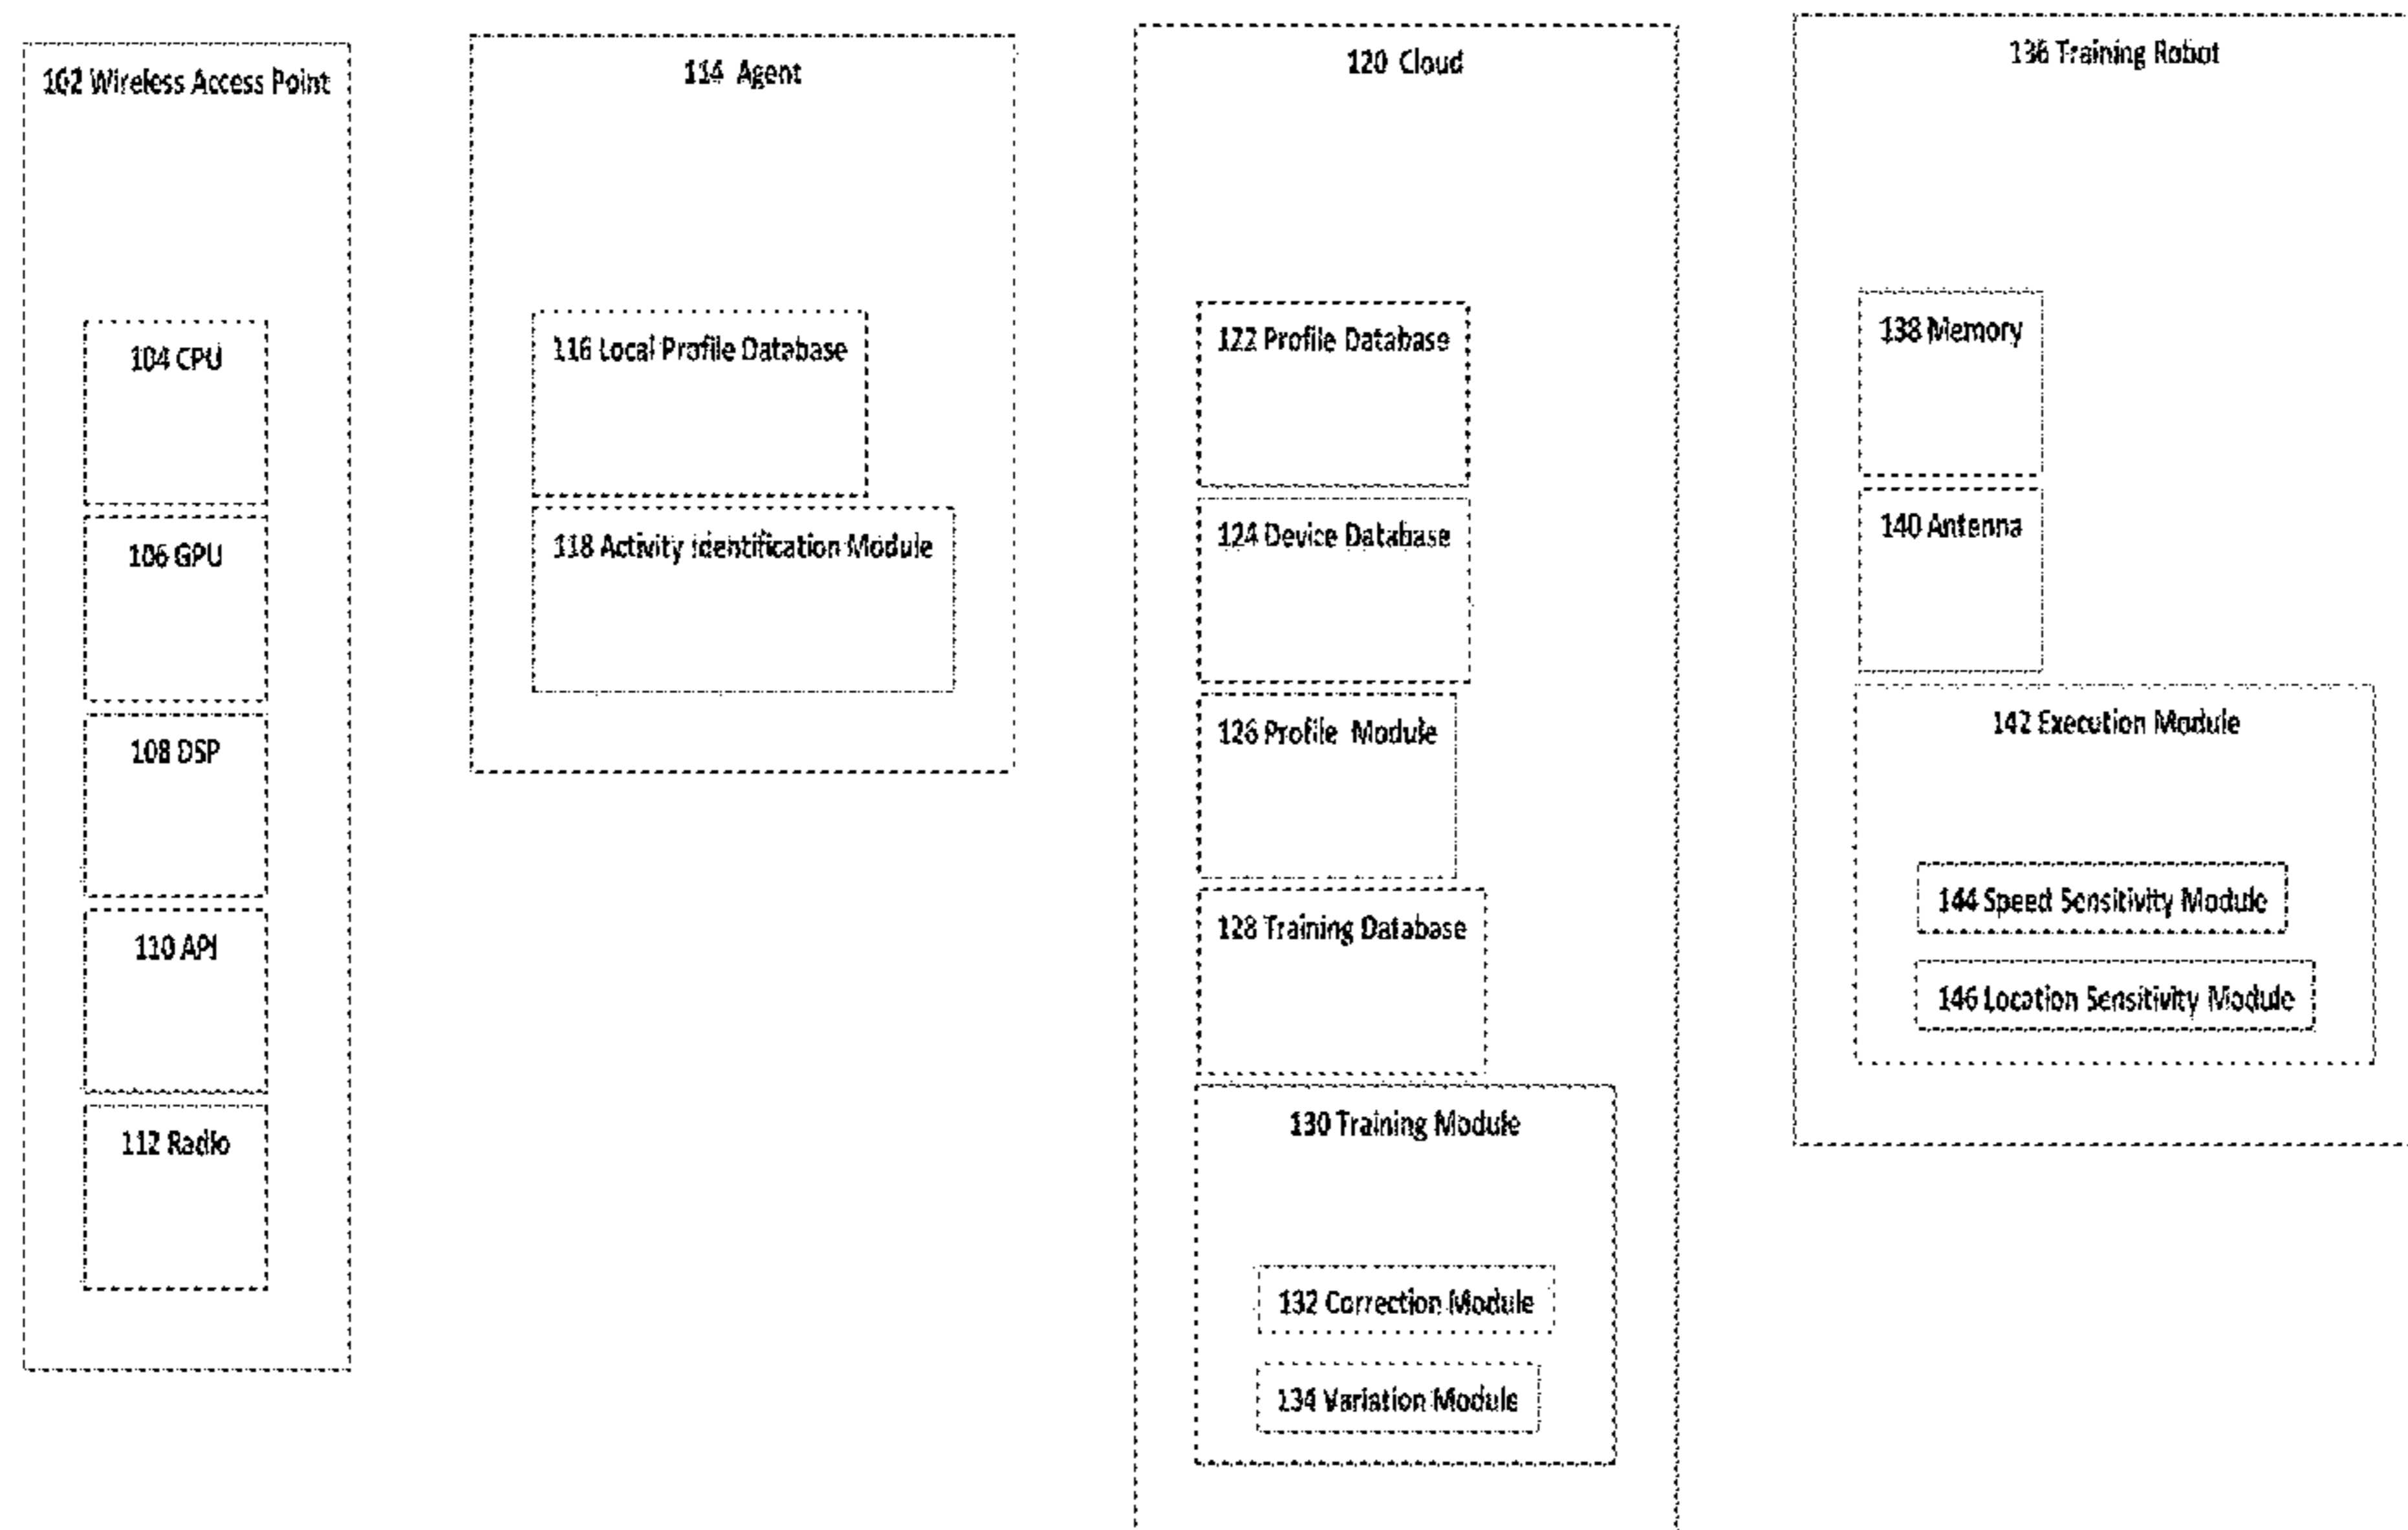 102 Wireless Access Point
104 CPU
106 GPU
108 DSP
110 API
112 Radio
114 Agent
116 Local Profile Database
118 Activity Identification Module
120 Cloud
122 Profile Database
124 Device Database
126 Profile Module
128 Training Database
130 Training Module
132 Correction Module
134 Variation Module
136 Training Robot
138 Memory
140 Antenna
142 Execution Module
144 Speed Sensitivity Module
146 Location Sensitivity Module